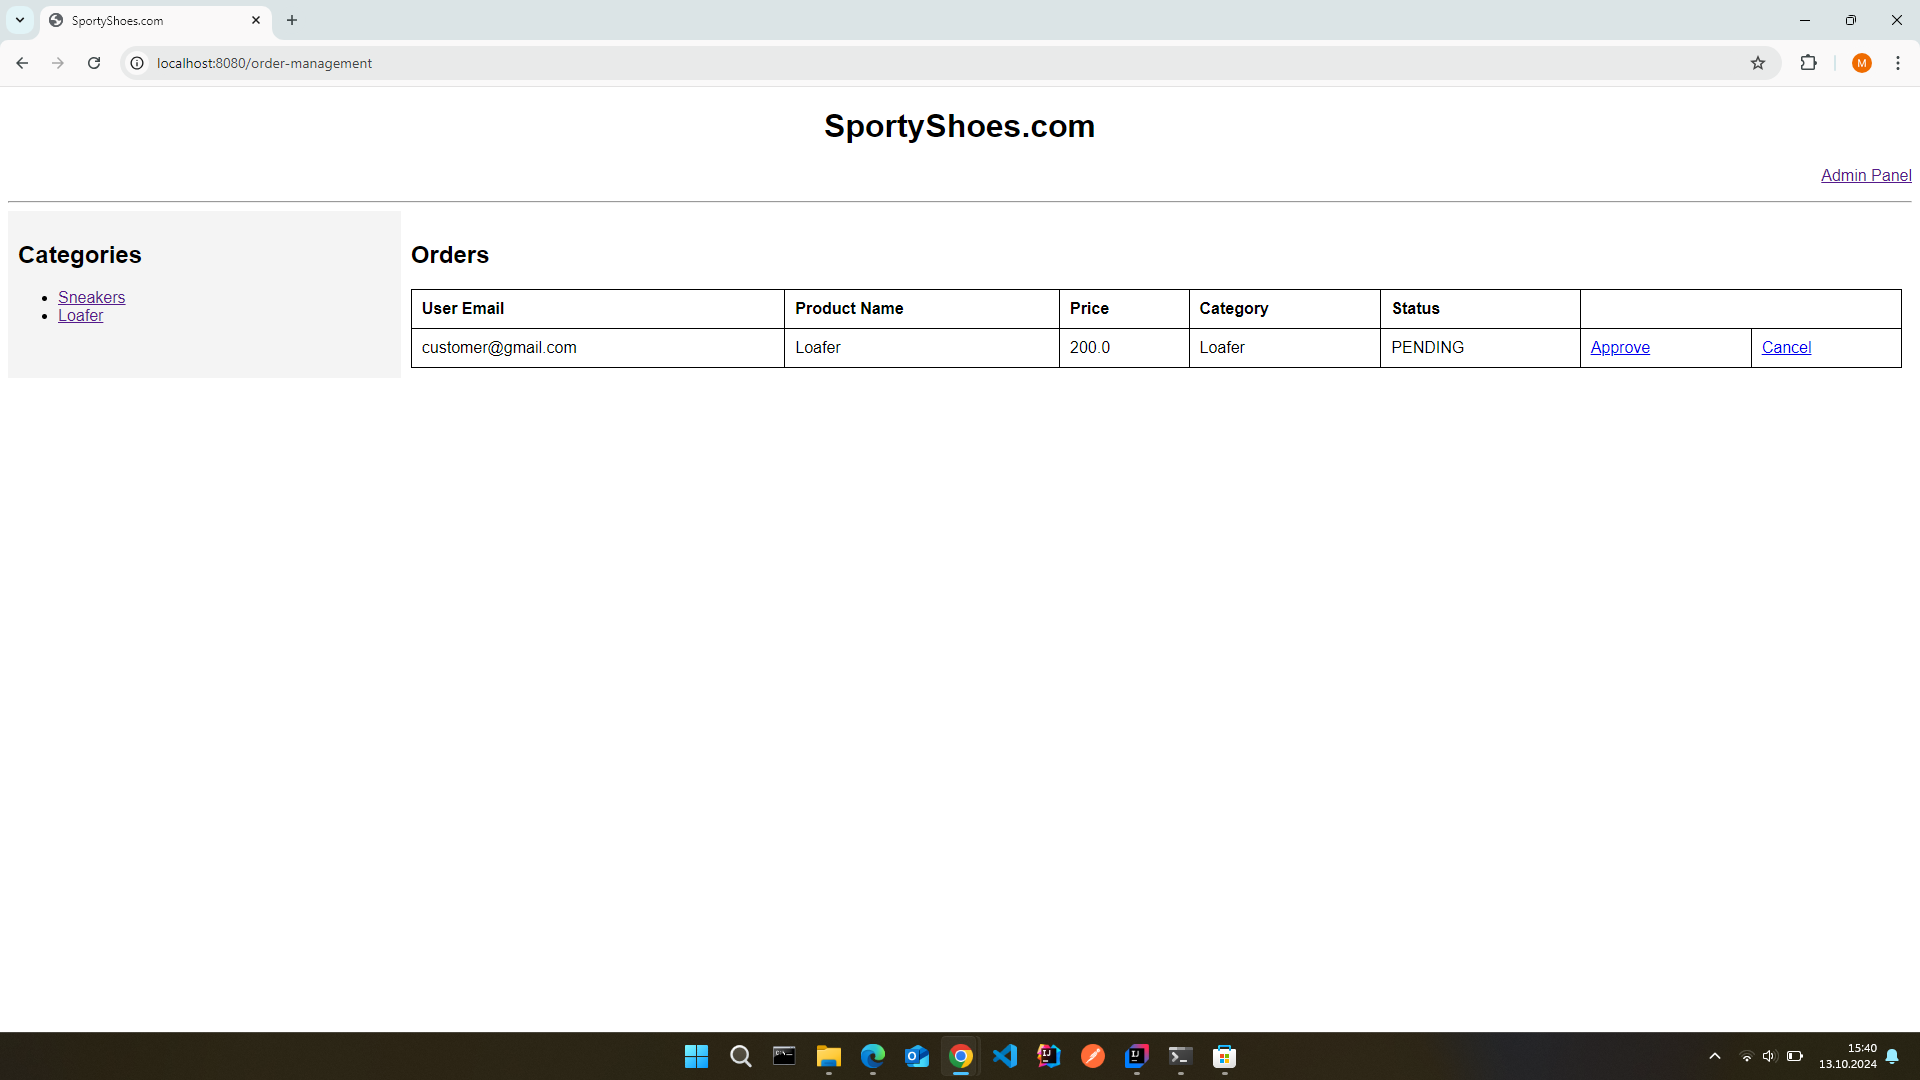 SportyShoes.com
localhost:8080/order-management
M
SportyShoes.com
Admin Panel
Categories
Sneakers
Loafer
Orders
User Email Product Name Price Category Status
customer@gmail.com Loafer 200.0 Loafer PENDING Approve Cancel
15:40
13.10.2024